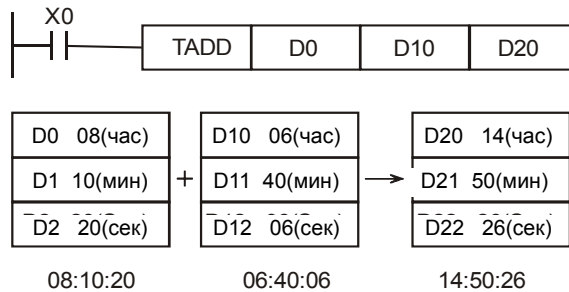 X0
TADD D0 D10 D20
D0 08(час) D10 06(час) D20 14(час)
D1 10(мин) + D11 40(мин) D21 50(мин)
D2 20(сек) D12 06(сек) D22 26(сек)
08:10:20 06:40:06 14:50:26